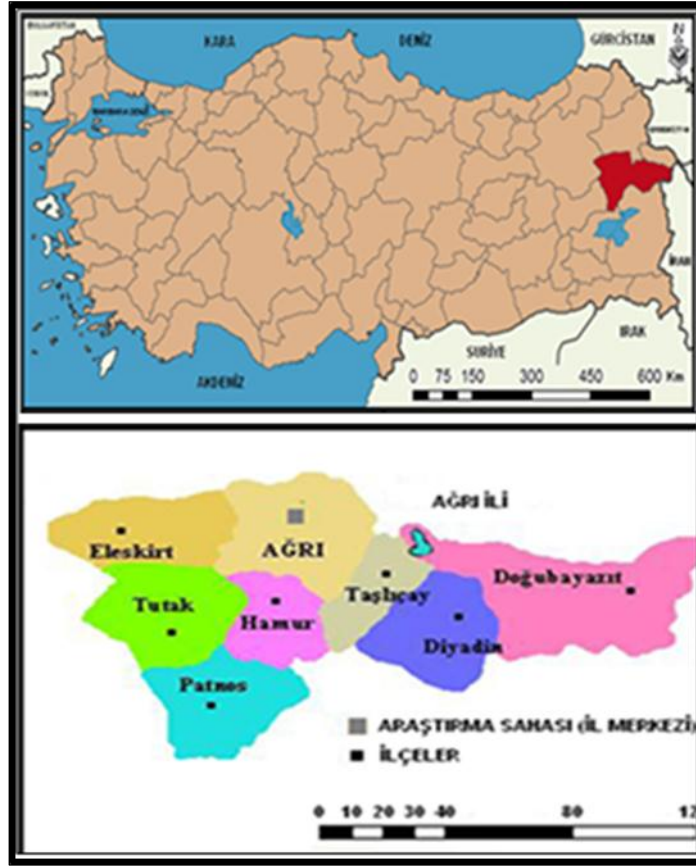 KARA DENİZ
GÜRCİSTAN
N
İRAN
IRAK
SURİYE
AKDENİZ
0 75 150 300 450 600 Km
AĞRI İLİ
Eleskirt
AĞRI
Taşlıçay
Doğubayazıt
Tutak
Hamur
Diyadin
Patnos
ARAŞTIRMA SAHASI (İL MERKEZİ)
İLÇELER
0 10 20 30 40 80